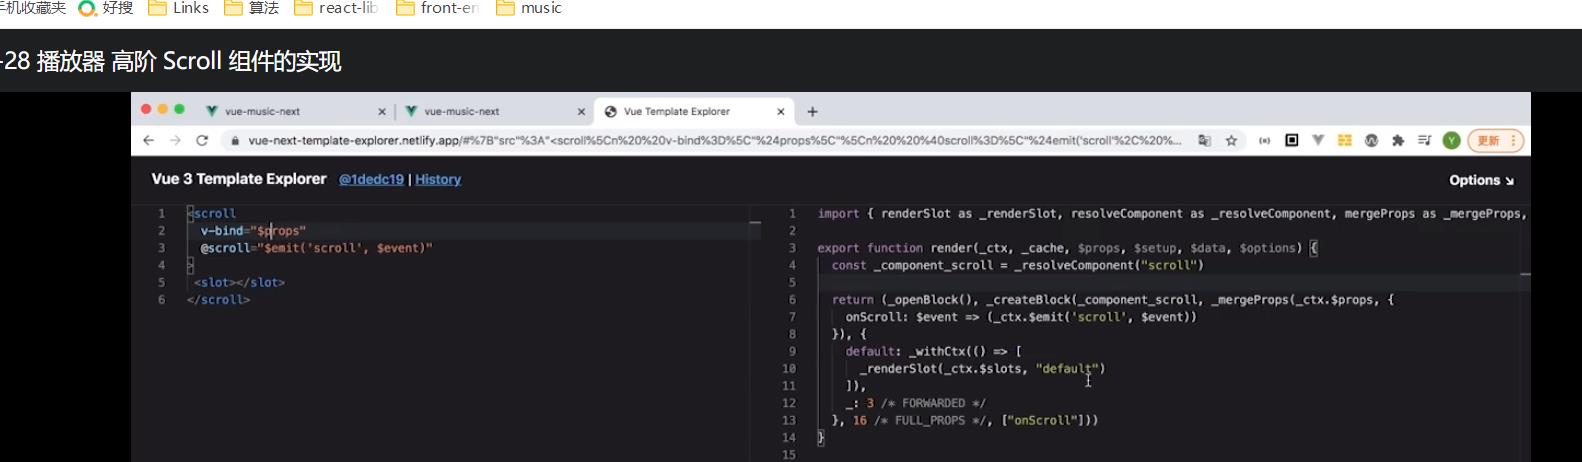 手机收藏夹 好搜 Links 算法 react-lib front-en music
-28 播放器 高阶 Scroll 组件的实现
vue-music-next vue-music-next Vue Template Explorer
vue-next-template-explorer.netlify.app/#%7B"src"%3A"<scroll%5Cn%20%20v-bind%3D%5C"%24props%5C"%5Cn%20%20%40scroll%3D%5C"%24emit('scroll'%2C%20%... Y 更新
Vue 3 Template Explorer @1dedc19 | History Options ↘
1 <scroll
2 v-bind="$props"
3 @scroll="$emit('scroll', $event)"
4 >
5 <slot></slot>
6 </scroll>
1 import { renderSlot as _renderSlot, resolveComponent as _resolveComponent, mergeProps as _mergeProps,
2
3 export function render(_ctx, _cache, $props, $setup, $data, $options) {
4 const _component_scroll = _resolveComponent("scroll")
5
6 return (_openBlock(), _createBlock(_component_scroll, _mergeProps(_ctx.$props, {
7 onScroll: $event => (_ctx.$emit('scroll', $event))
8 }), {
9 default: _withCtx(() => [
10 _renderSlot(_ctx.$slots, "default")
11 ]),
12 _: 3 /* FORWARDED */
13 }, 16 /* FULL_PROPS */, ["onScroll"]))
14 }
15